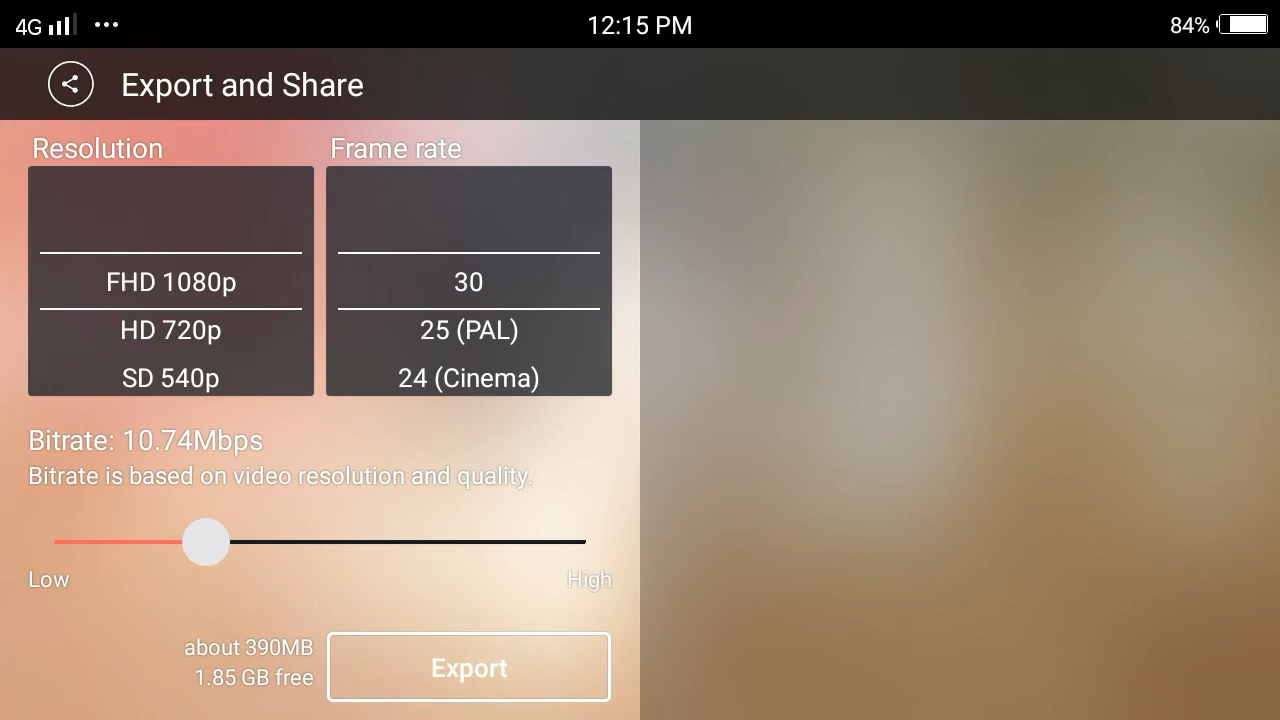 4G ••• 12:15 PM 84%
Export and Share
Resolution
FHD 1080p
HD 720p
SD 540p
Frame rate
30
25 (PAL)
24 (Cinema)
Bitrate: 10.74Mbps
Bitrate is based on video resolution and quality.
Low High
about 390MB
1.85 GB free
Export